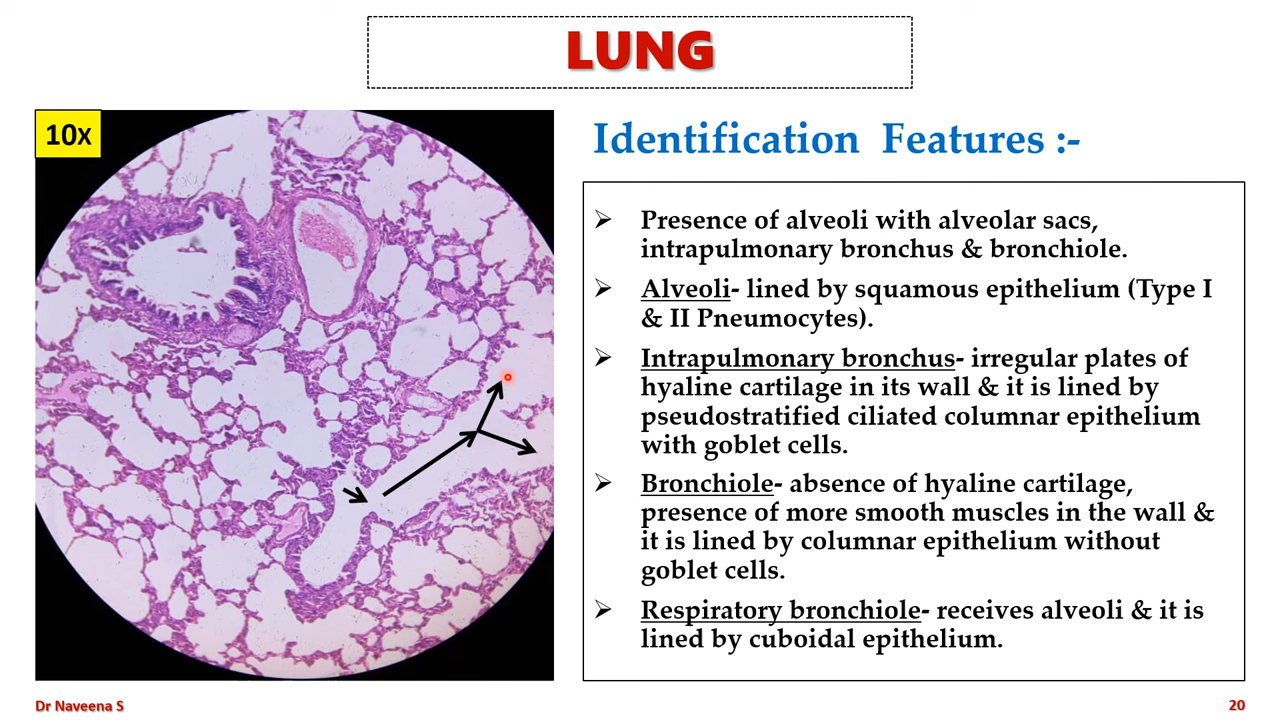 LUNG
10x
Identification Features :-
➢ Presence of alveoli with alveolar sacs,
intrapulmonary bronchus & bronchiole.
➢ Alveoli- lined by squamous epithelium (Type I
& II Pneumocytes).
➢ Intrapulmonary bronchus- irregular plates of
hyaline cartilage in its wall & it is lined by
pseudostratified ciliated columnar epithelium
with goblet cells.
➢ Bronchiole- absence of hyaline cartilage,
presence of more smooth muscles in the wall &
it is lined by columnar epithelium without
goblet cells.
➢ Respiratory bronchiole- receives alveoli & it is
lined by cuboidal epithelium.
Dr Naveena S
20